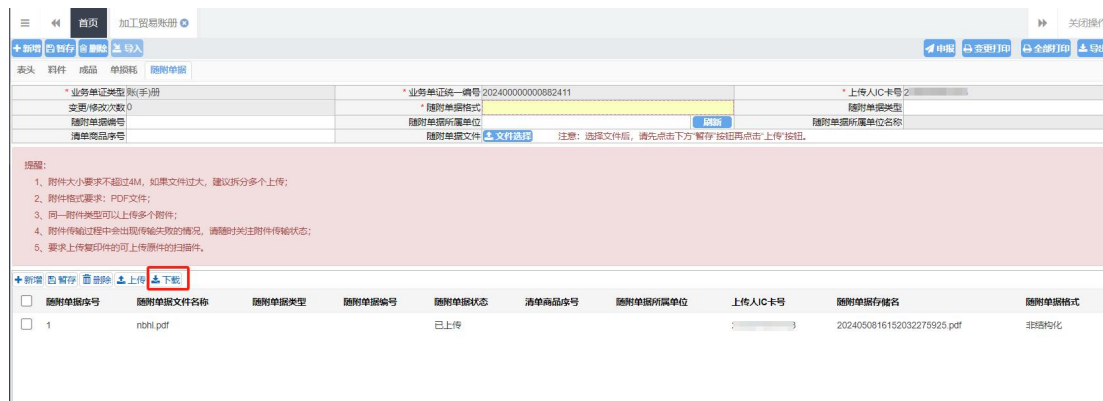 首页 加工贸易账册 关闭操作
新增 暂存 删除 导入 申报 变更打印 全部打印 导出
表头 料件 成品 单损耗 随附单据
* 业务单证类型 账(手)册 * 业务单证统一编号 202400000000882411 * 上传人IC卡号 2
变更/修改次数 0 * 随附单据格式 随附单据类型
随附单据编号 随附单据所属单位 刷新 随附单据所属单位名称
清单商品序号 随附单据文件 文件选择 注意：选择文件后，请先点击下方"暂存"按钮再点击"上传"按钮。
提醒：
1、附件大小要求不超过4M，如果文件过大，建议拆分多个上传；
2、附件格式要求：PDF文件；
3、同一附件类型可以上传多个附件；
4、附件传输过程中会出现传输失败的情况，请随时关注附件传输状态；
5、要求上传复印件的可上传原件的扫描件。
新增 暂存 删除 上传 下载
随附单据序号 随附单据文件名称 随附单据类型 随附单据编号 随附单据状态 清单商品序号 随附单据所属单位 上传人IC卡号 随附单据存储名 随附单据格式
1 nbhl.pdf 已上传 2024050816152032275925.pdf 非结构化